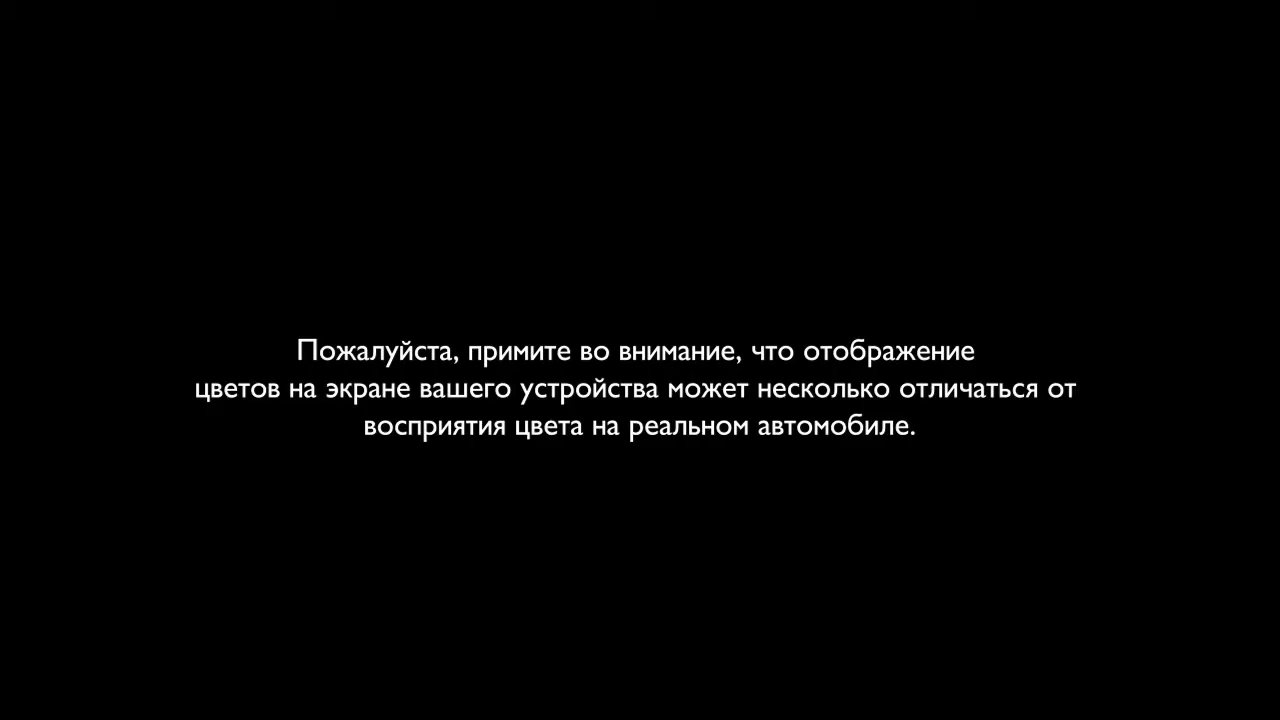 Пожалуйста, примите во внимание, что отображение
цветов на экране вашего устройства может несколько отличаться от
восприятия цвета на реальном автомобиле.